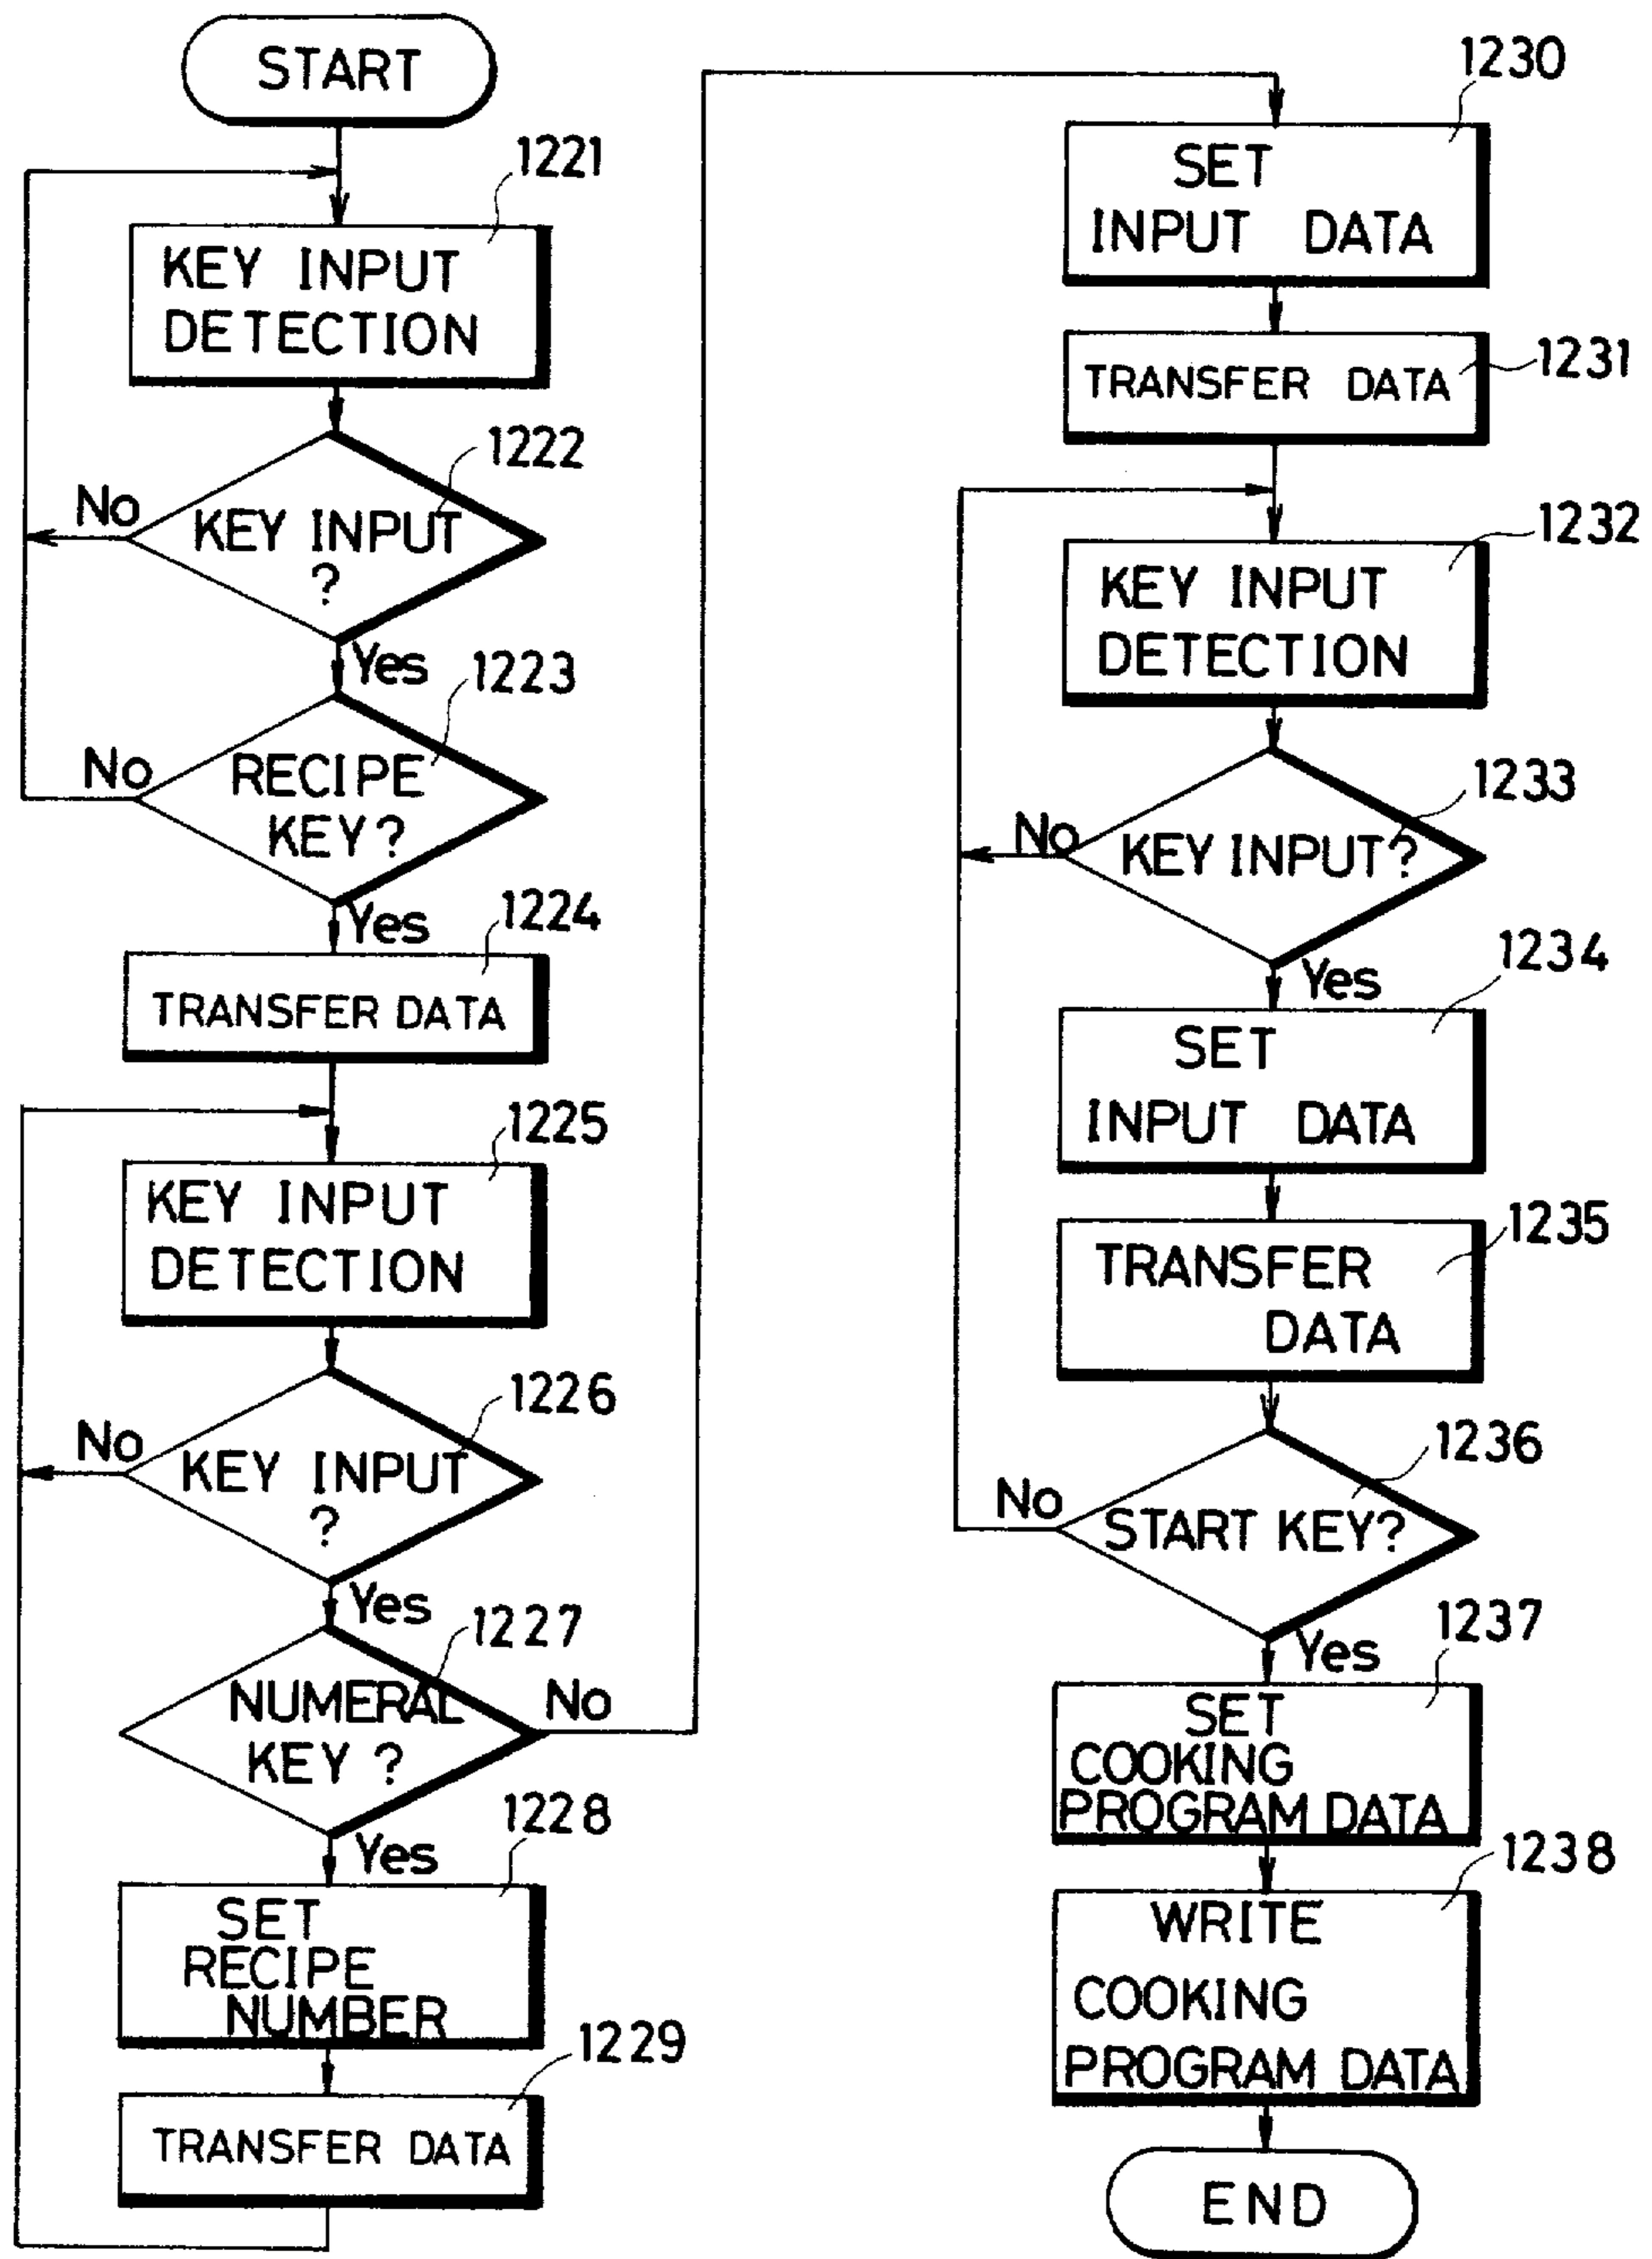 START
1221
KEY INPUT
DETECTION
1222
No
KEY INPUT
?
Yes
1223
No
RECIPE
KEY?
Yes
1224
TRANSFER DATA
1225
KEY INPUT
DETECTION
1226
No
KEY INPUT
?
Yes
1227
NUMERAL
KEY ?
No
1228
Yes
SET
RECIPE
NUMBER
1229
TRANSFER DATA
1230
SET
INPUT DATA
1231
TRANSFER DATA
1232
KEY INPUT
DETECTION
1233
No
KEY INPUT?
1234
Yes
SET
INPUT DATA
1235
TRANSFER
DATA
1236
No
START KEY?
1237
Yes
SET
COOKING
PROGRAM DATA
1238
WRITE
COOKING
PROGRAM DATA
END